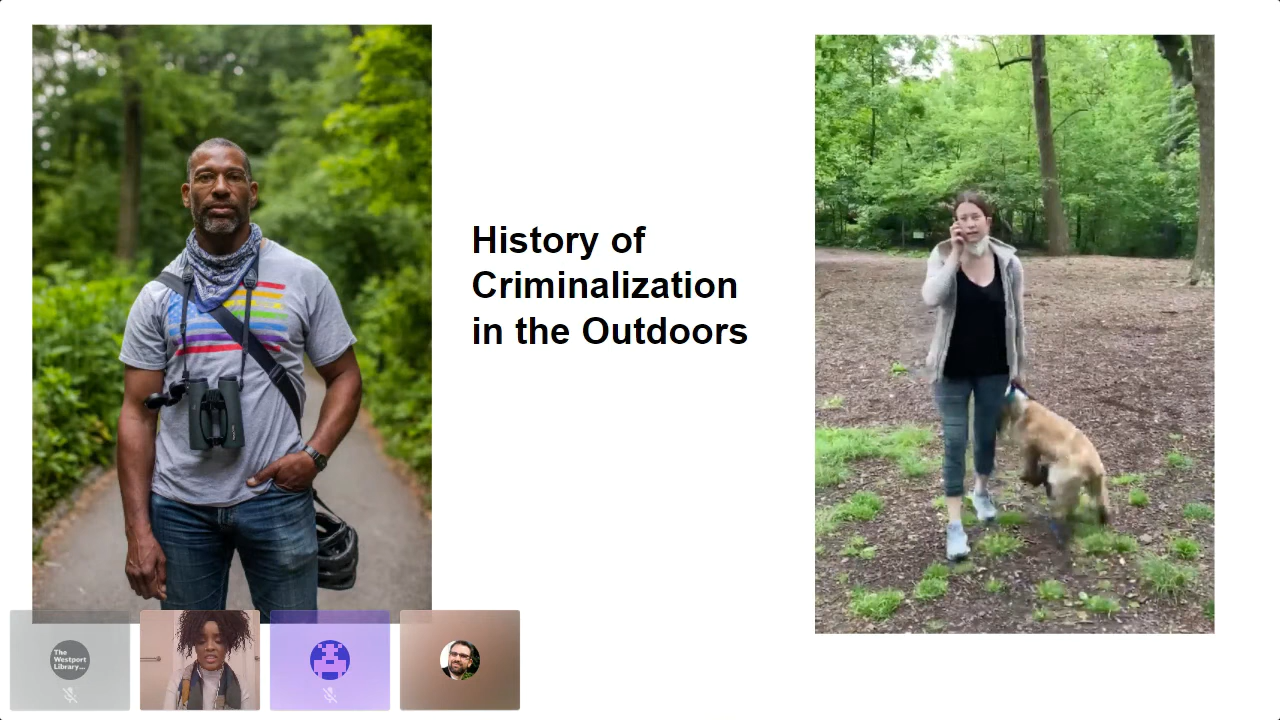 History of
Criminalization
in the Outdoors
The
Westport
Library...